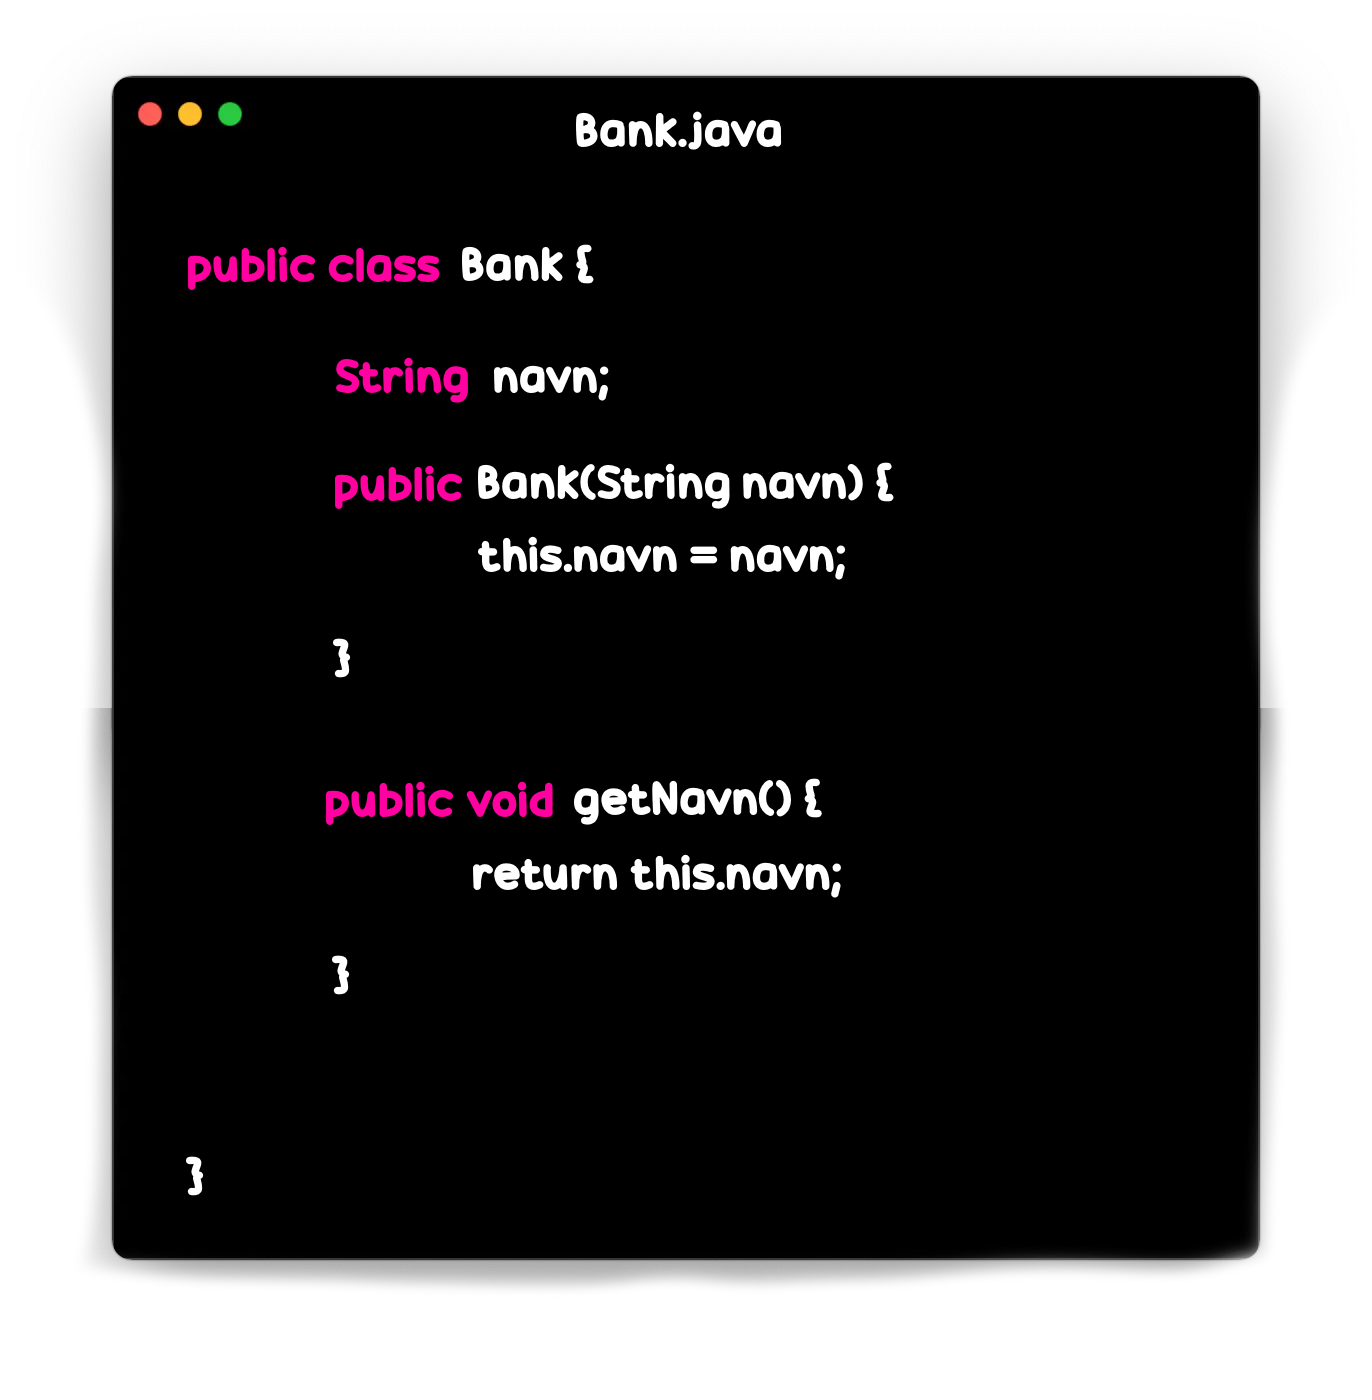 Bank.java
public class Bank {
String navn;
public Bank(String navn) {
this.navn = navn;
}
public void getNavn() {
return this.navn;
}
}